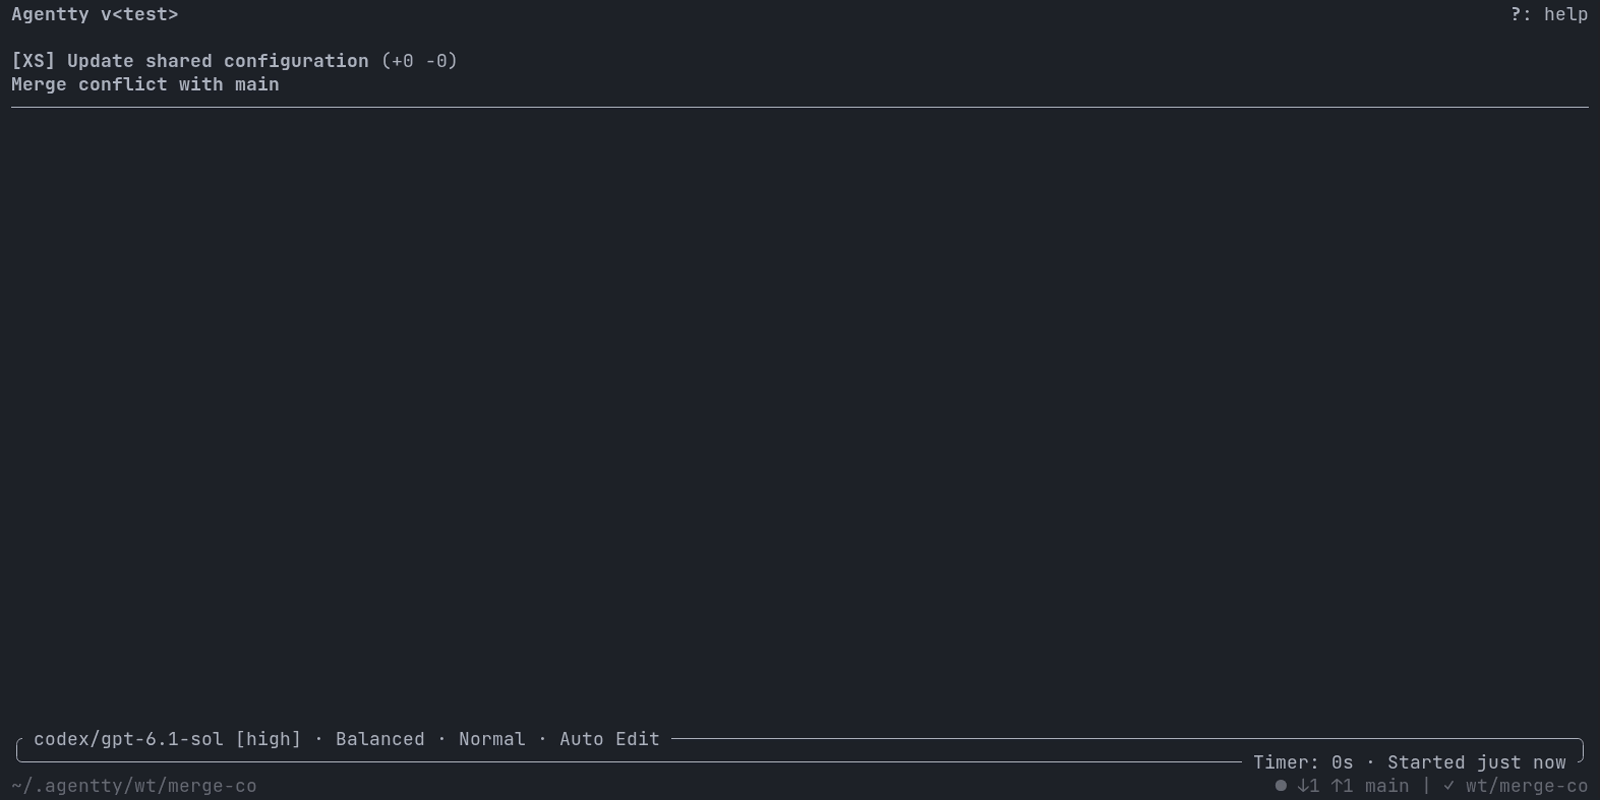 Agentty v<test> ?: help
[XS] Update shared configuration (+0 -0)
Merge conflict with main
codex/gpt-6.1-sol [high] · Balanced · Normal · Auto Edit
Timer: 0s · Started just now
~/.agentty/wt/merge-co ● ↓1 ↑1 main | ✓ wt/merge-co